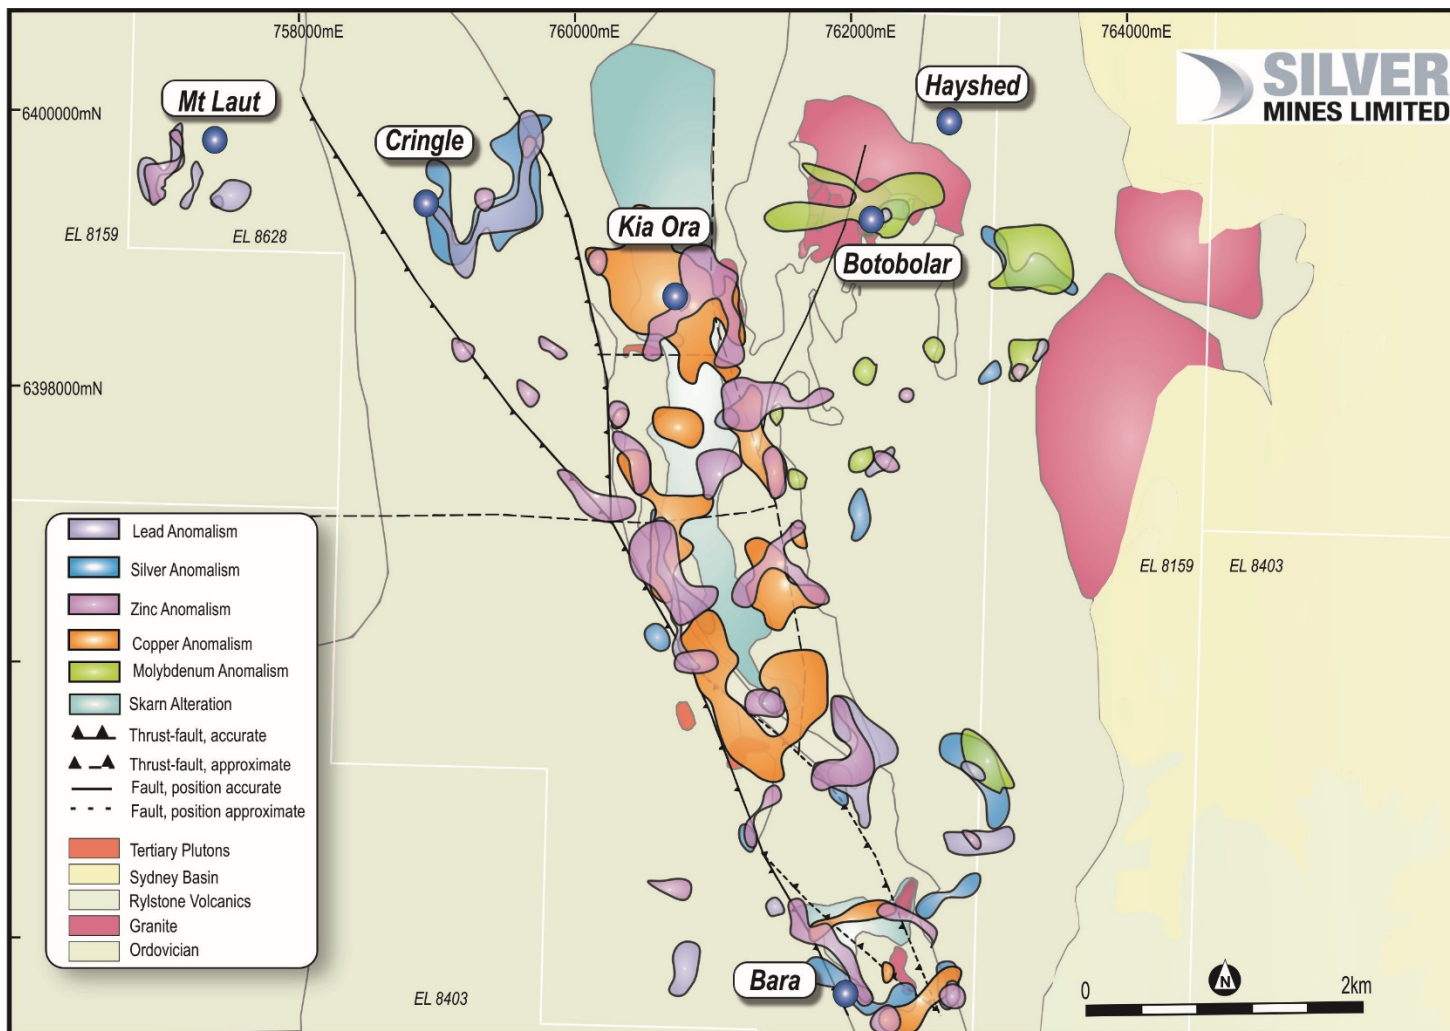 758000mE
760000mE
762000mE
764000mE
SILVER
MINES LIMITED
6400000mN
Mt Laut
Cringle
Hayshed
Kia Ora
Botobolar
EL 8159
EL 8628
6398000mN
Lead Anomalism
Silver Anomalism
Zinc Anomalism
Copper Anomalism
Molybdenum Anomalism
Skarn Alteration
Thrust-fault, accurate
Thrust-fault, approximate
Fault, position accurate
Fault, position approximate
Tertiary Plutons
Sydney Basin
Rylstone Volcanics
Granite
Ordovician
EL 8159
EL 8403
EL 8403
Bara
N
0
2km